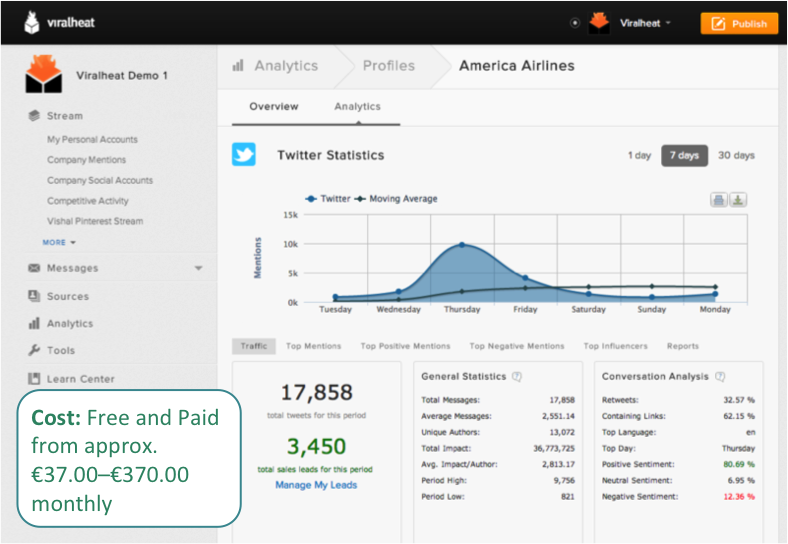 viralheat
Viralheat
Publish
Viralheat Demo 1
Stream
My Personal Accounts
Company Mentions
Company Social Accounts
Competitive Activity
Vishal Pinterest Stream
MORE
Messages
Sources
Analytics
Tools
Learn Center
Cost: Free and Paid
from approx.
€37.00–€370.00
monthly
Analytics
Profiles
America Airlines
Overview
Analytics
Twitter Statistics
1 day
7 days
30 days
Twitter
Moving Average
Mentions
15k
10k
5k
0k
Tuesday
Wednesday
Thursday
Friday
Saturday
Sunday
Monday
Traffic
Top Mentions
Top Positive Mentions
Top Negative Mentions
Top Influencers
Reports
17,858
total tweets for this period
3,450
total sales leads for this period
Manage My Leads
General Statistics
Total Messages: 17,858
Average Messages: 2,551.14
Unique Authors: 13,072
Total Impact: 36,773,725
Avg. Impact/Author: 2,813.17
Period High: 9,756
Period Low: 821
Conversation Analysis
Retweets: 32.57 %
Containing Links: 62.15 %
Top Language: en
Top Day: Thursday
Positive Sentiment: 80.69 %
Neutral Sentiment: 6.95 %
Negative Sentiment: 12.36 %